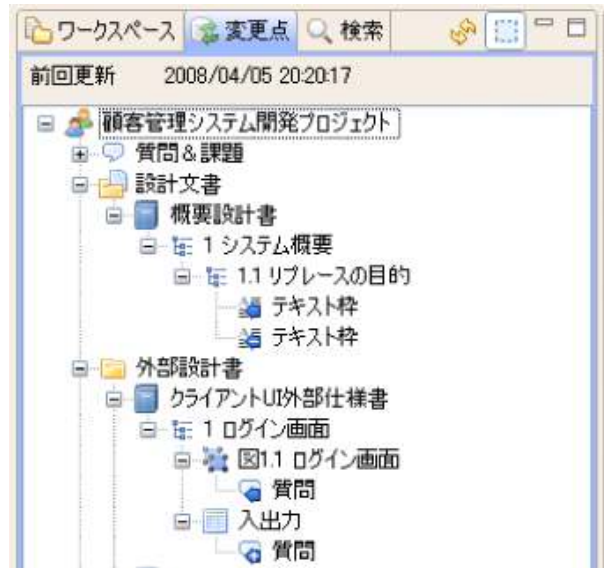 ワークスペース 変更点 検索
前回更新 2008/04/05 20:20:17
顧客管理システム開発プロジェクト
質問&課題
設計文書
概要設計書
1 システム概要
1.1 リプレースの目的
テキスト枠
テキスト枠
外部設計書
クライアントUI外部仕様書
1 ログイン画面
図1.1 ログイン画面
質問
入出力
質問